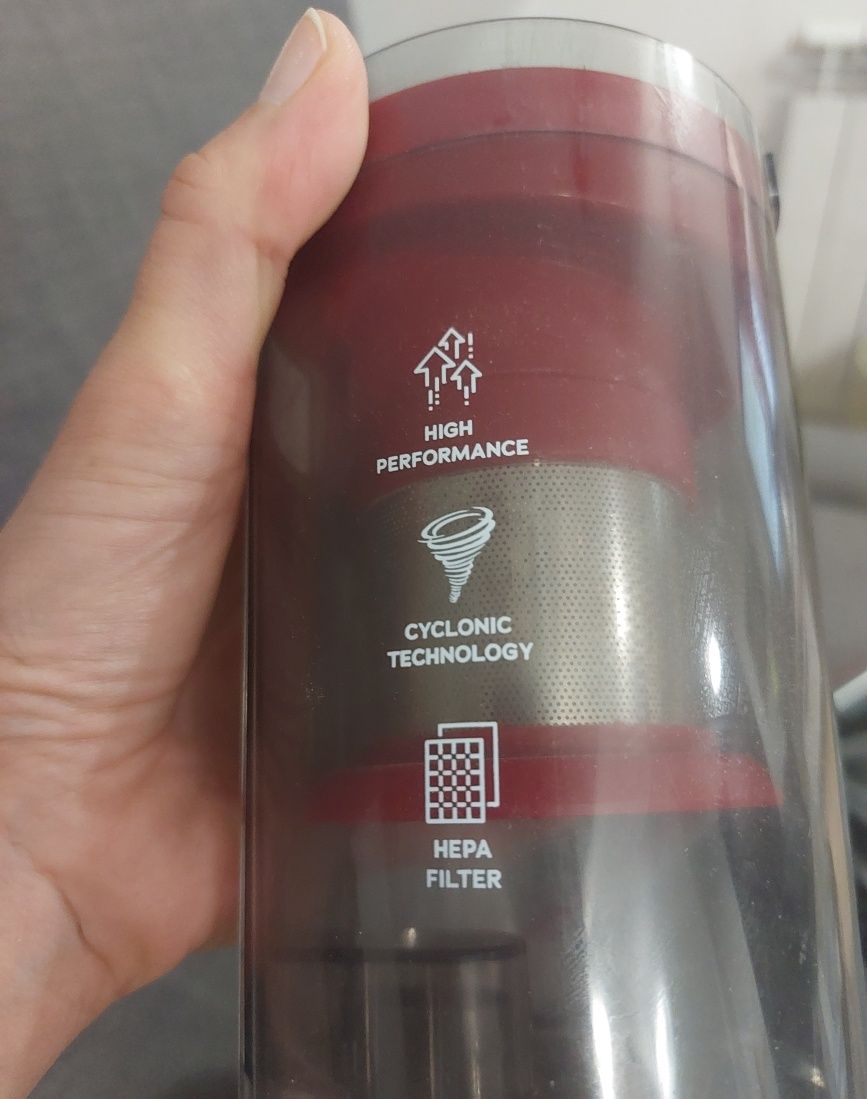 HIGH
PERFORMANCE
CYCLONIC
TECHNOLOGY
HEPA
FILTER